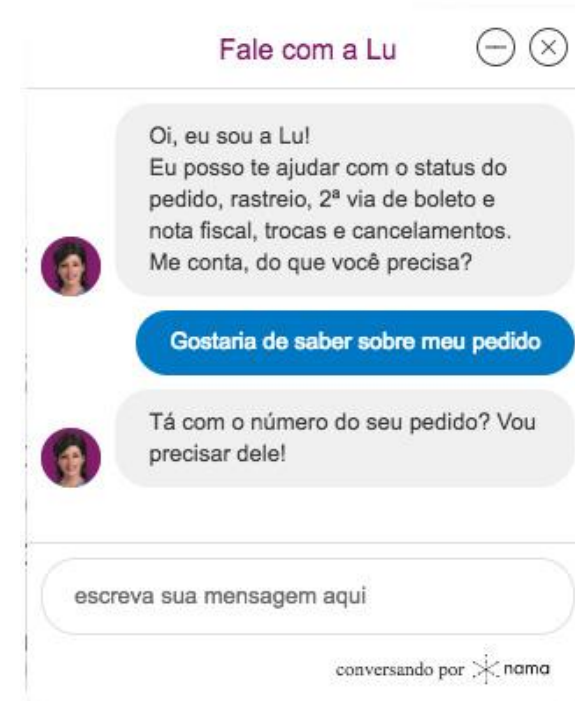 Fale com a Lu
Oi, eu sou a Lu!
Eu posso te ajudar com o status do
pedido, rastreio, 2ª via de boleto e
nota fiscal, trocas e cancelamentos.
Me conta, do que você precisa?
Gostaria de saber sobre meu pedido
Tá com o número do seu pedido? Vou
precisar dele!
escreva sua mensagem aqui
conversando por nama